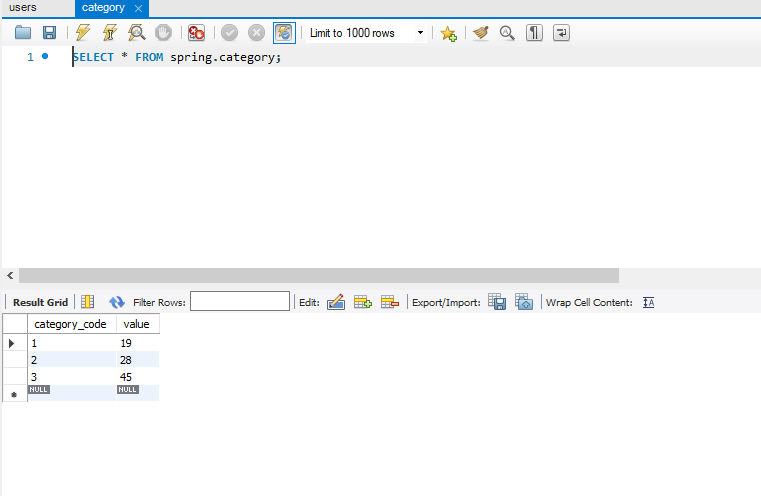 users category
Limit to 1000 rows
1 SELECT * FROM spring.category;
Result Grid Filter Rows: Edit: Export/Import: Wrap Cell Content:
category_code value
1 19
2 28
3 45
NULL NULL